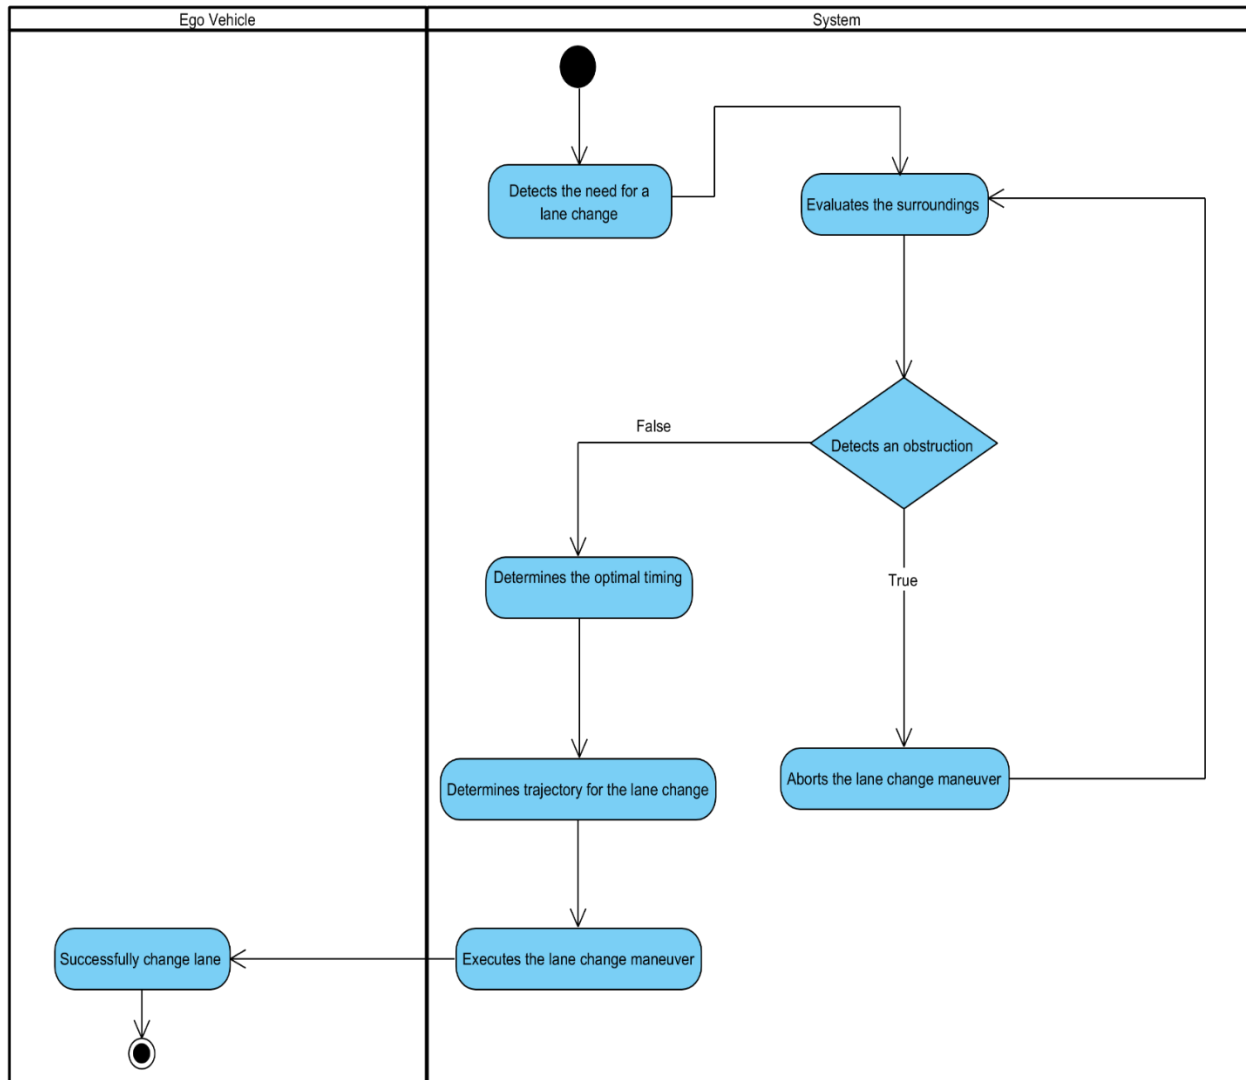 Ego Vehicle
System
Detects the need for a
lane change
Evaluates the surroundings
Detects an obstruction
False
True
Determines the optimal timing
Determines trajectory for the lane change
Aborts the lane change maneuver
Successfully change lane
Executes the lane change maneuver